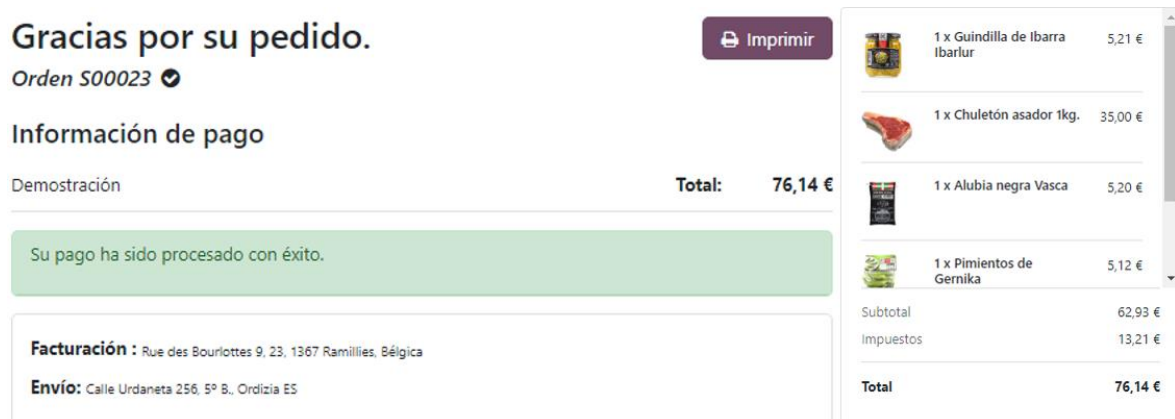 Gracias por su pedido.
Imprimir
Orden S00023
Información de pago
Demostración Total: 76,14 €
Su pago ha sido procesado con éxito.
Facturación : Rue des Bourlottes 9, 23, 1367 Ramillies, Bélgica
Envío: Calle Urdaneta 256, 5º B., Ordizia ES
1 x Guindilla de Ibarra 5,21 €
Ibarlur
1 x Chuletón asador 1kg. 35,00 €
1 x Alubia negra Vasca 5,20 €
1 x Pimientos de 5,12 €
Gernika
Subtotal 62,93 €
Impuestos 13,21 €
Total 76,14 €